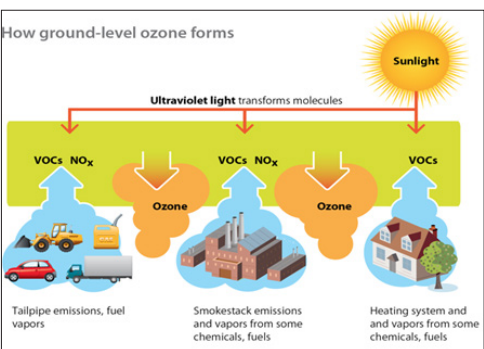 How ground-level ozone forms
Sunlight
Ultraviolet light transforms molecules
VOCs NOx
VOCs NOx
VOCs
Ozone
Ozone
Tailpipe emissions, fuel
vapors
Smokestack emissions
and vapors from some
chemicals, fuels
Heating system and
and vapors from some
chemicals, fuels